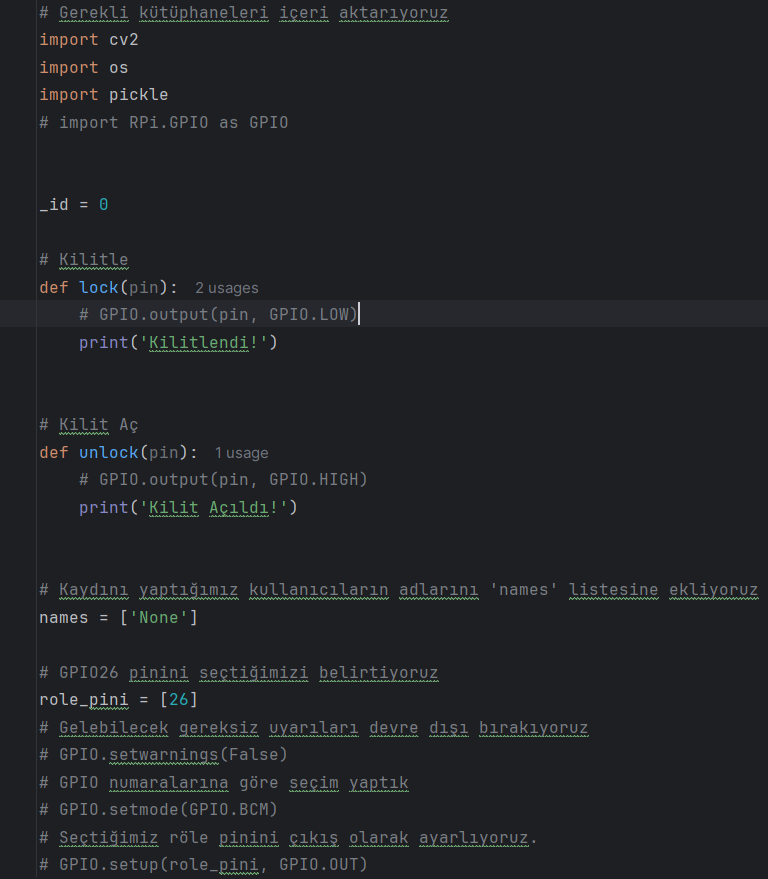 # Gerekli kütüphaneleri içeri aktarıyoruz
import cv2
import os
import pickle
# import RPi.GPIO as GPIO
_id = 0
# Kilitle
def lock(pin):  2 usages
    # GPIO.output(pin, GPIO.LOW)
    print('Kilitlendi!')
# Kilit Aç
def unlock(pin):  1 usage
    # GPIO.output(pin, GPIO.HIGH)
    print('Kilit Açıldı!')
# Kaydını yaptığımız kullanıcıların adlarını 'names' listesine ekliyoruz
names = ['None']
# GPIO26 pinini seçtiğimizi belirtiyoruz
role_pini = [26]
# Gelebilecek gereksiz uyarıları devre dışı bırakıyoruz
# GPIO.setwarnings(False)
# GPIO numaralarına göre seçim yaptık
# GPIO.setmode(GPIO.BCM)
# Seçtiğimiz röle pinini çıkış olarak ayarlıyoruz.
# GPIO.setup(role_pini, GPIO.OUT)